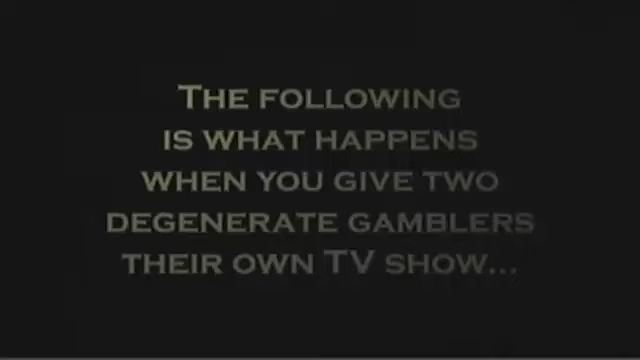 THE FOLLOWING
IS WHAT HAPPENS
WHEN YOU GIVE TWO
DEGENERATE GAMBLERS
THEIR OWN TV SHOW...